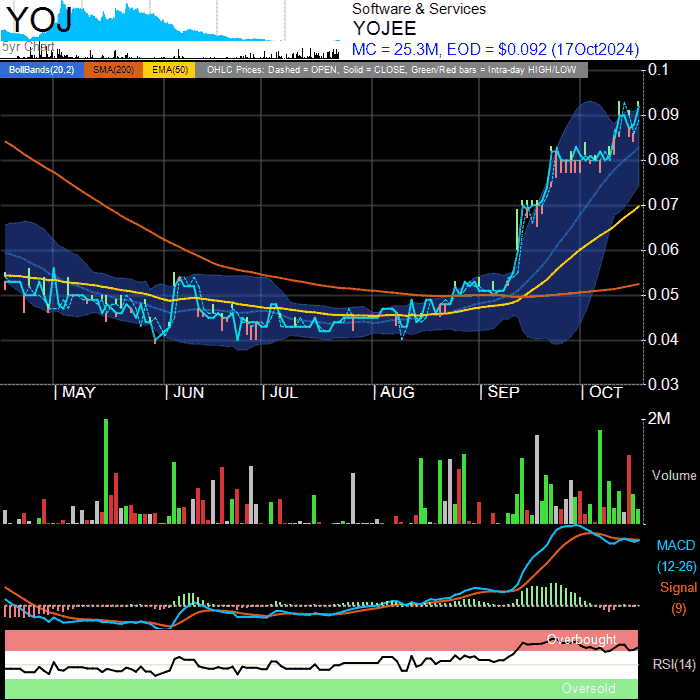 YOJ
5yr Chart
Software & Services
YOJEE
MC = 25.3M, EOD = $0.092 (17Oct2024)
BollBands(20,2) SMA(200) EMA(50) OHLC Prices: Dashed = OPEN, Solid = CLOSE, Green/Red bars = Intra-day HIGH/LOW
0.1
0.09
0.08
0.07
0.06
0.05
0.04
0.03
MAY JUN JUL AUG SEP OCT
2M
Volume
MACD
(12-26)
Signal
(9)
Overbought
RSI(14)
Oversold